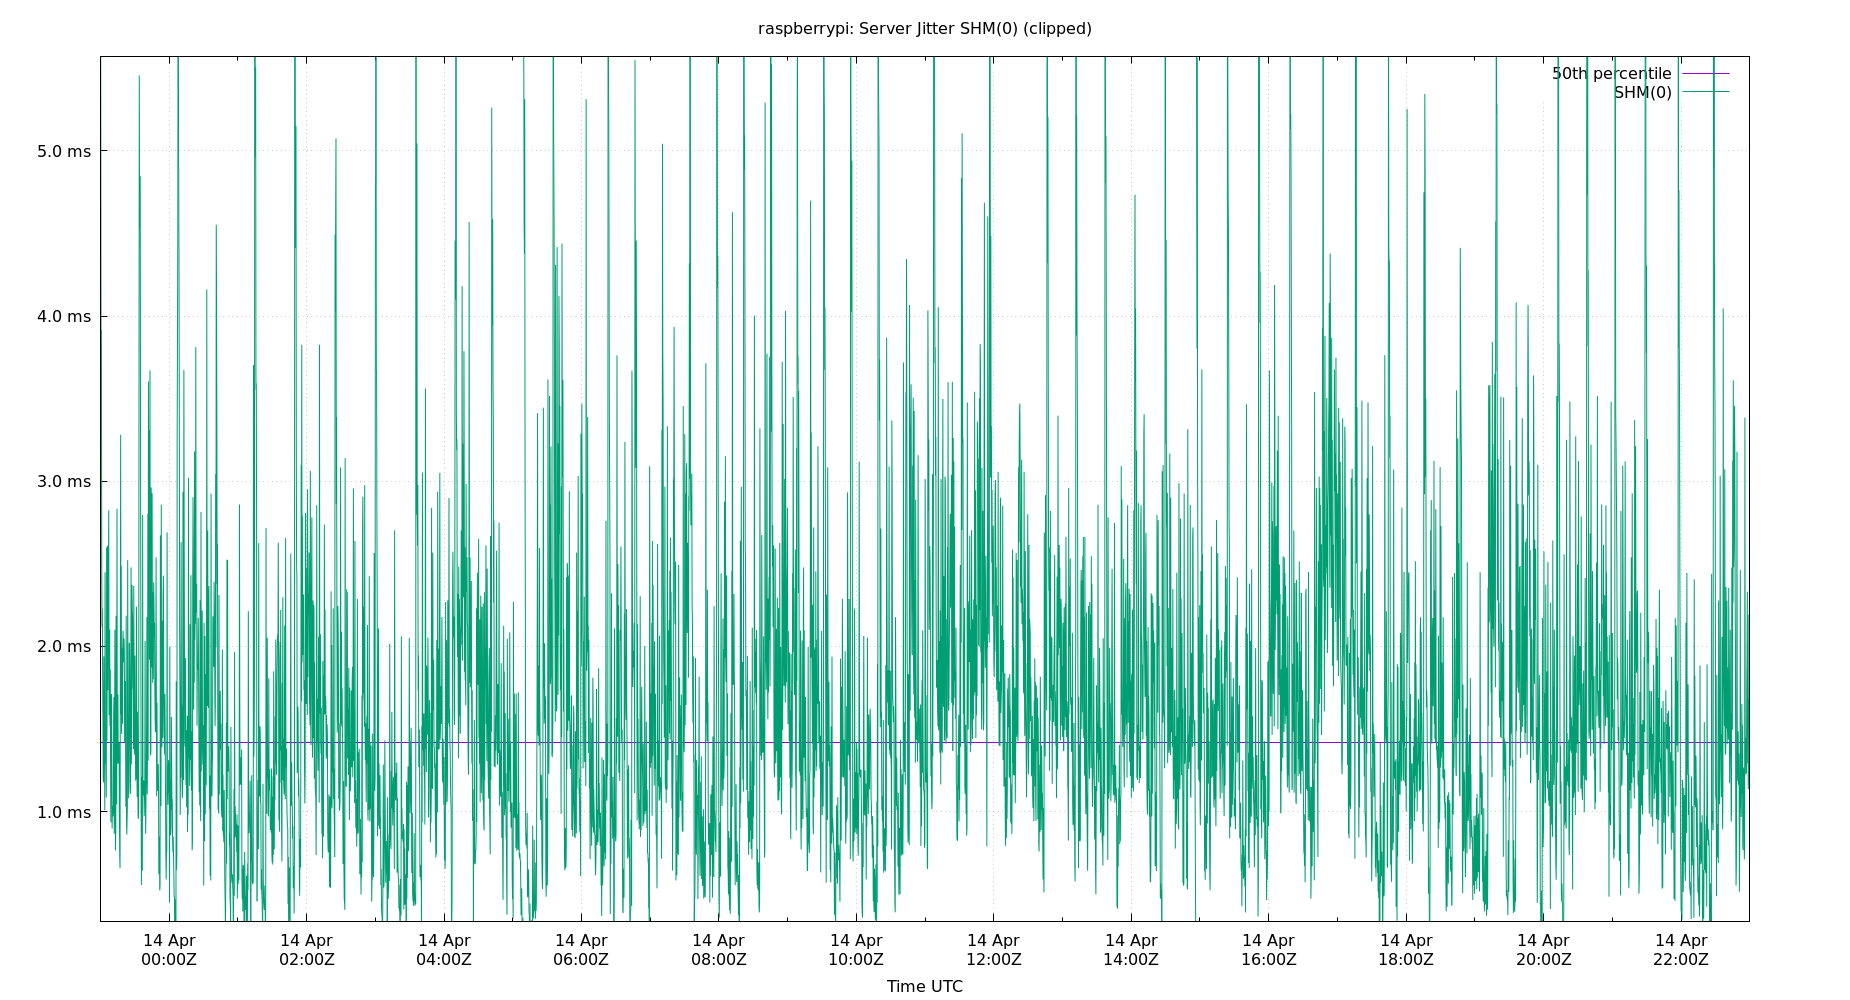 raspberrypi: Server Jitter SHM(0) (clipped)
50th percentile
SHM(0)
5.0 ms
4.0 ms
3.0 ms
2.0 ms
1.0 ms
14 Apr 14 Apr 14 Apr 14 Apr 14 Apr 14 Apr 14 Apr 14 Apr 14 Apr 14 Apr 14 Apr 14 Apr
00:00Z 02:00Z 04:00Z 06:00Z 08:00Z 10:00Z 12:00Z 14:00Z 16:00Z 18:00Z 20:00Z 22:00Z
Time UTC